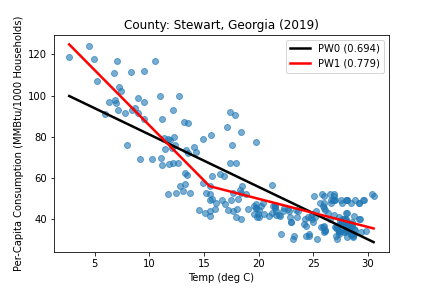 County: Stewart, Georgia (2019)
PW0 (0.694)
PW1 (0.779)
Per-Capita Consumption (MMBtu/1000 Households)
120
100
80
60
40
5 10 15 20 25 30
Temp (deg C)